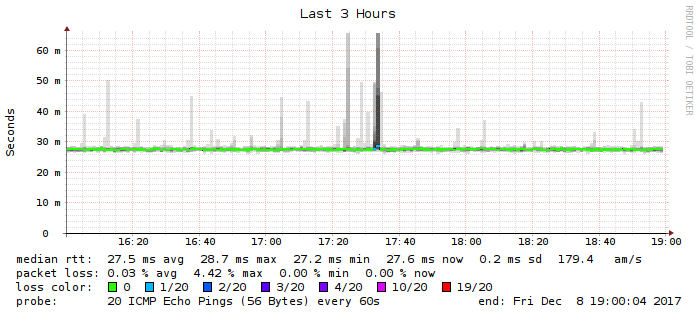 Last 3 Hours
RRDTOOL / TOBI OETIKER
Seconds
60 m
50 m
40 m
30 m
20 m
10 m
0
16:20 16:40 17:00 17:20 17:40 18:00 18:20 18:40 19:00
median rtt: 27.5 ms avg 28.7 ms max 27.2 ms min 27.6 ms now 0.2 ms sd 179.4 am/s
packet loss: 0.03 % avg 4.42 % max 0.00 % min 0.00 % now
loss color: 0 1/20 2/20 3/20 4/20 10/20 19/20
probe: 20 ICMP Echo Pings (56 Bytes) every 60s end: Fri Dec 8 19:00:04 2017